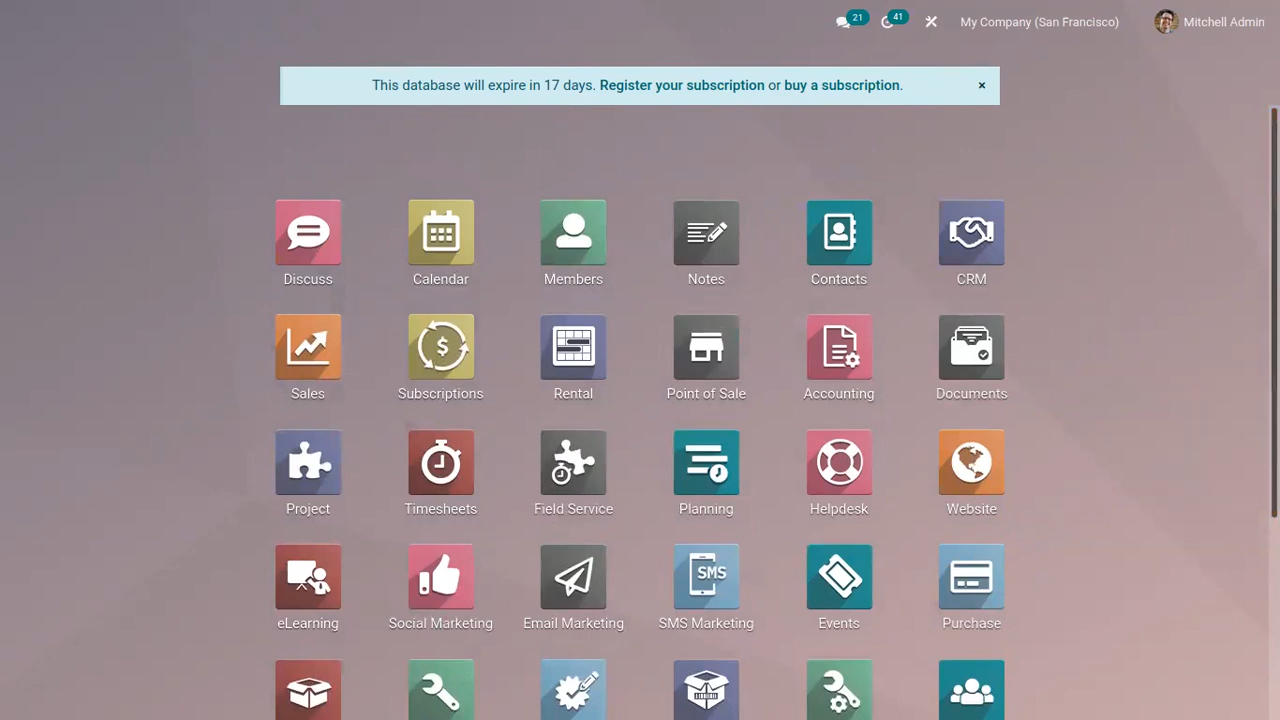 21
41
My Company (San Francisco)
Mitchell Admin
This database will expire in 17 days. Register your subscription or buy a subscription.
×
Discuss
Calendar
Members
Notes
Contacts
CRM
Sales
Subscriptions
Rental
Point of Sale
Accounting
Documents
Project
Timesheets
Field Service
Planning
Helpdesk
Website
SMS
eLearning
Social Marketing
Email Marketing
SMS Marketing
Events
Purchase